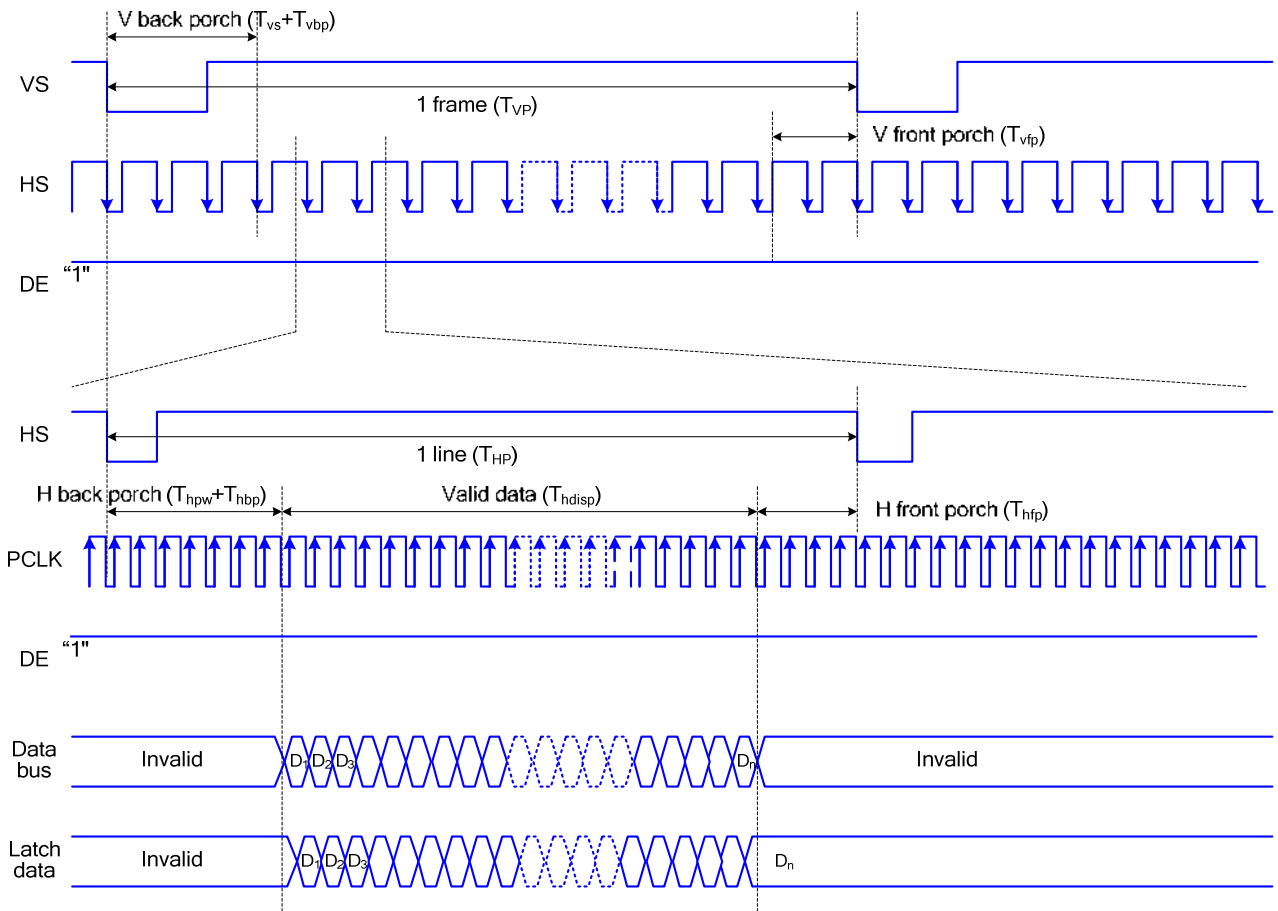 V back porch (Tvs+Tvbp)
VS
1 frame (TVP)
V front porch (Tvfp)
HS
DE
“1"
HS
1 line (THP)
H back porch (Thpw+Thbp)
Valid data (Thdisp)
H front porch (Thfp)
PCLK
DE
“1"
Data
bus
Invalid
D1 D2 D3
Dn
Invalid
Latch
data
Invalid
D1 D2 D3
Dn